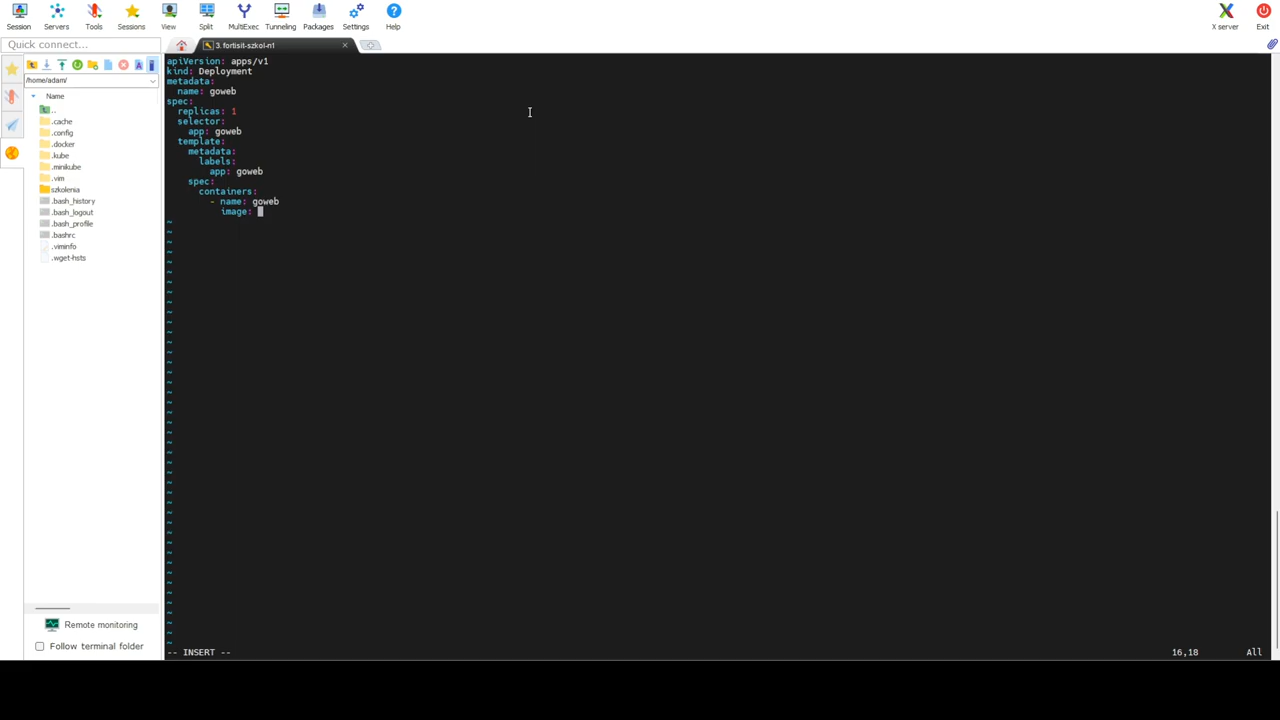 Session Servers Tools Sessions View Split MultiExec Tunneling Packages Settings Help X server Exit
Quick connect...
3. fortisit-szkol-n1
/home/adam/
Name
..
.cache
.config
.docker
.kube
.minikube
.vim
szkolenia
.bash_history
.bash_logout
.bash_profile
.bashrc
.viminfo
.wget-hsts
Remote monitoring
Follow terminal folder
apiVersion: apps/v1
kind: Deployment
metadata:
  name: goweb
spec:
  replicas: 1
  selector:
    app: goweb
  template:
    metadata:
      labels:
        app: goweb
    spec:
      containers:
        - name: goweb
          image:
-- INSERT -- 16,18 All